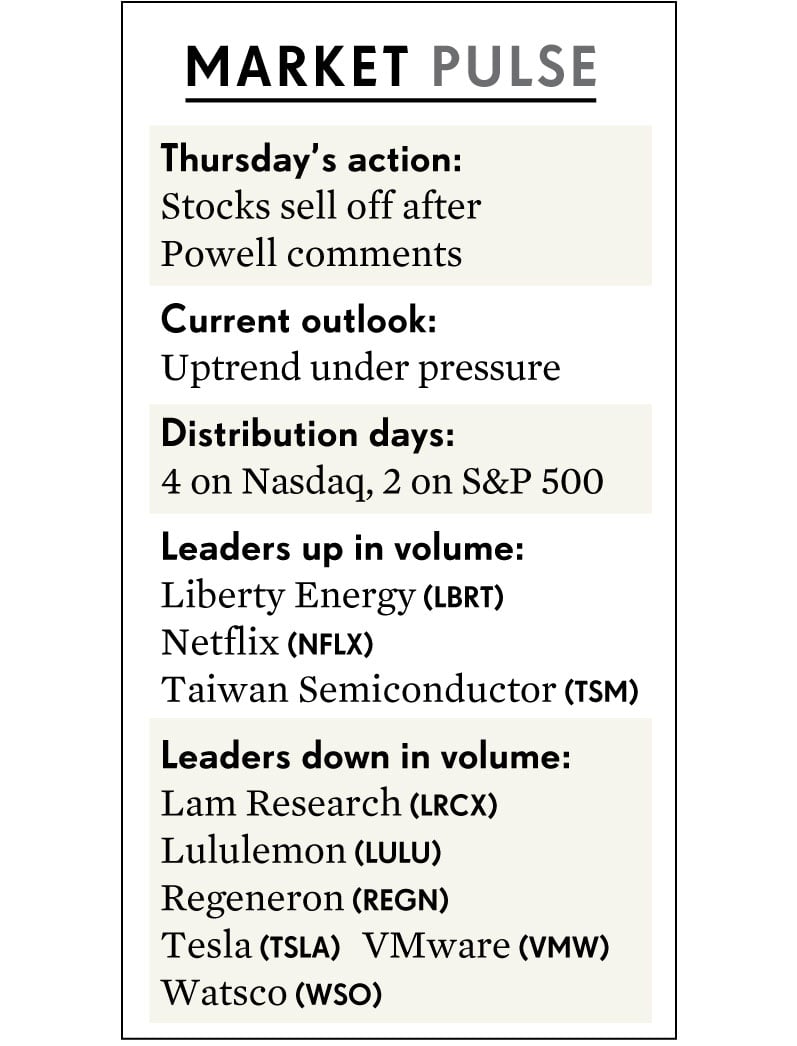 MARKET PULSE
Thursday’s action:
Stocks sell off after
Powell comments
Current outlook:
Uptrend under pressure
Distribution days:
4 on Nasdaq, 2 on S&P 500
Leaders up in volume:
Liberty Energy (LBRT)
Netflix (NFLX)
Taiwan Semiconductor (TSM)
Leaders down in volume:
Lam Research (LRCX)
Lululemon (LULU)
Regeneron (REGN)
Tesla (TSLA) VMware (VMW)
Watsco (WSO)